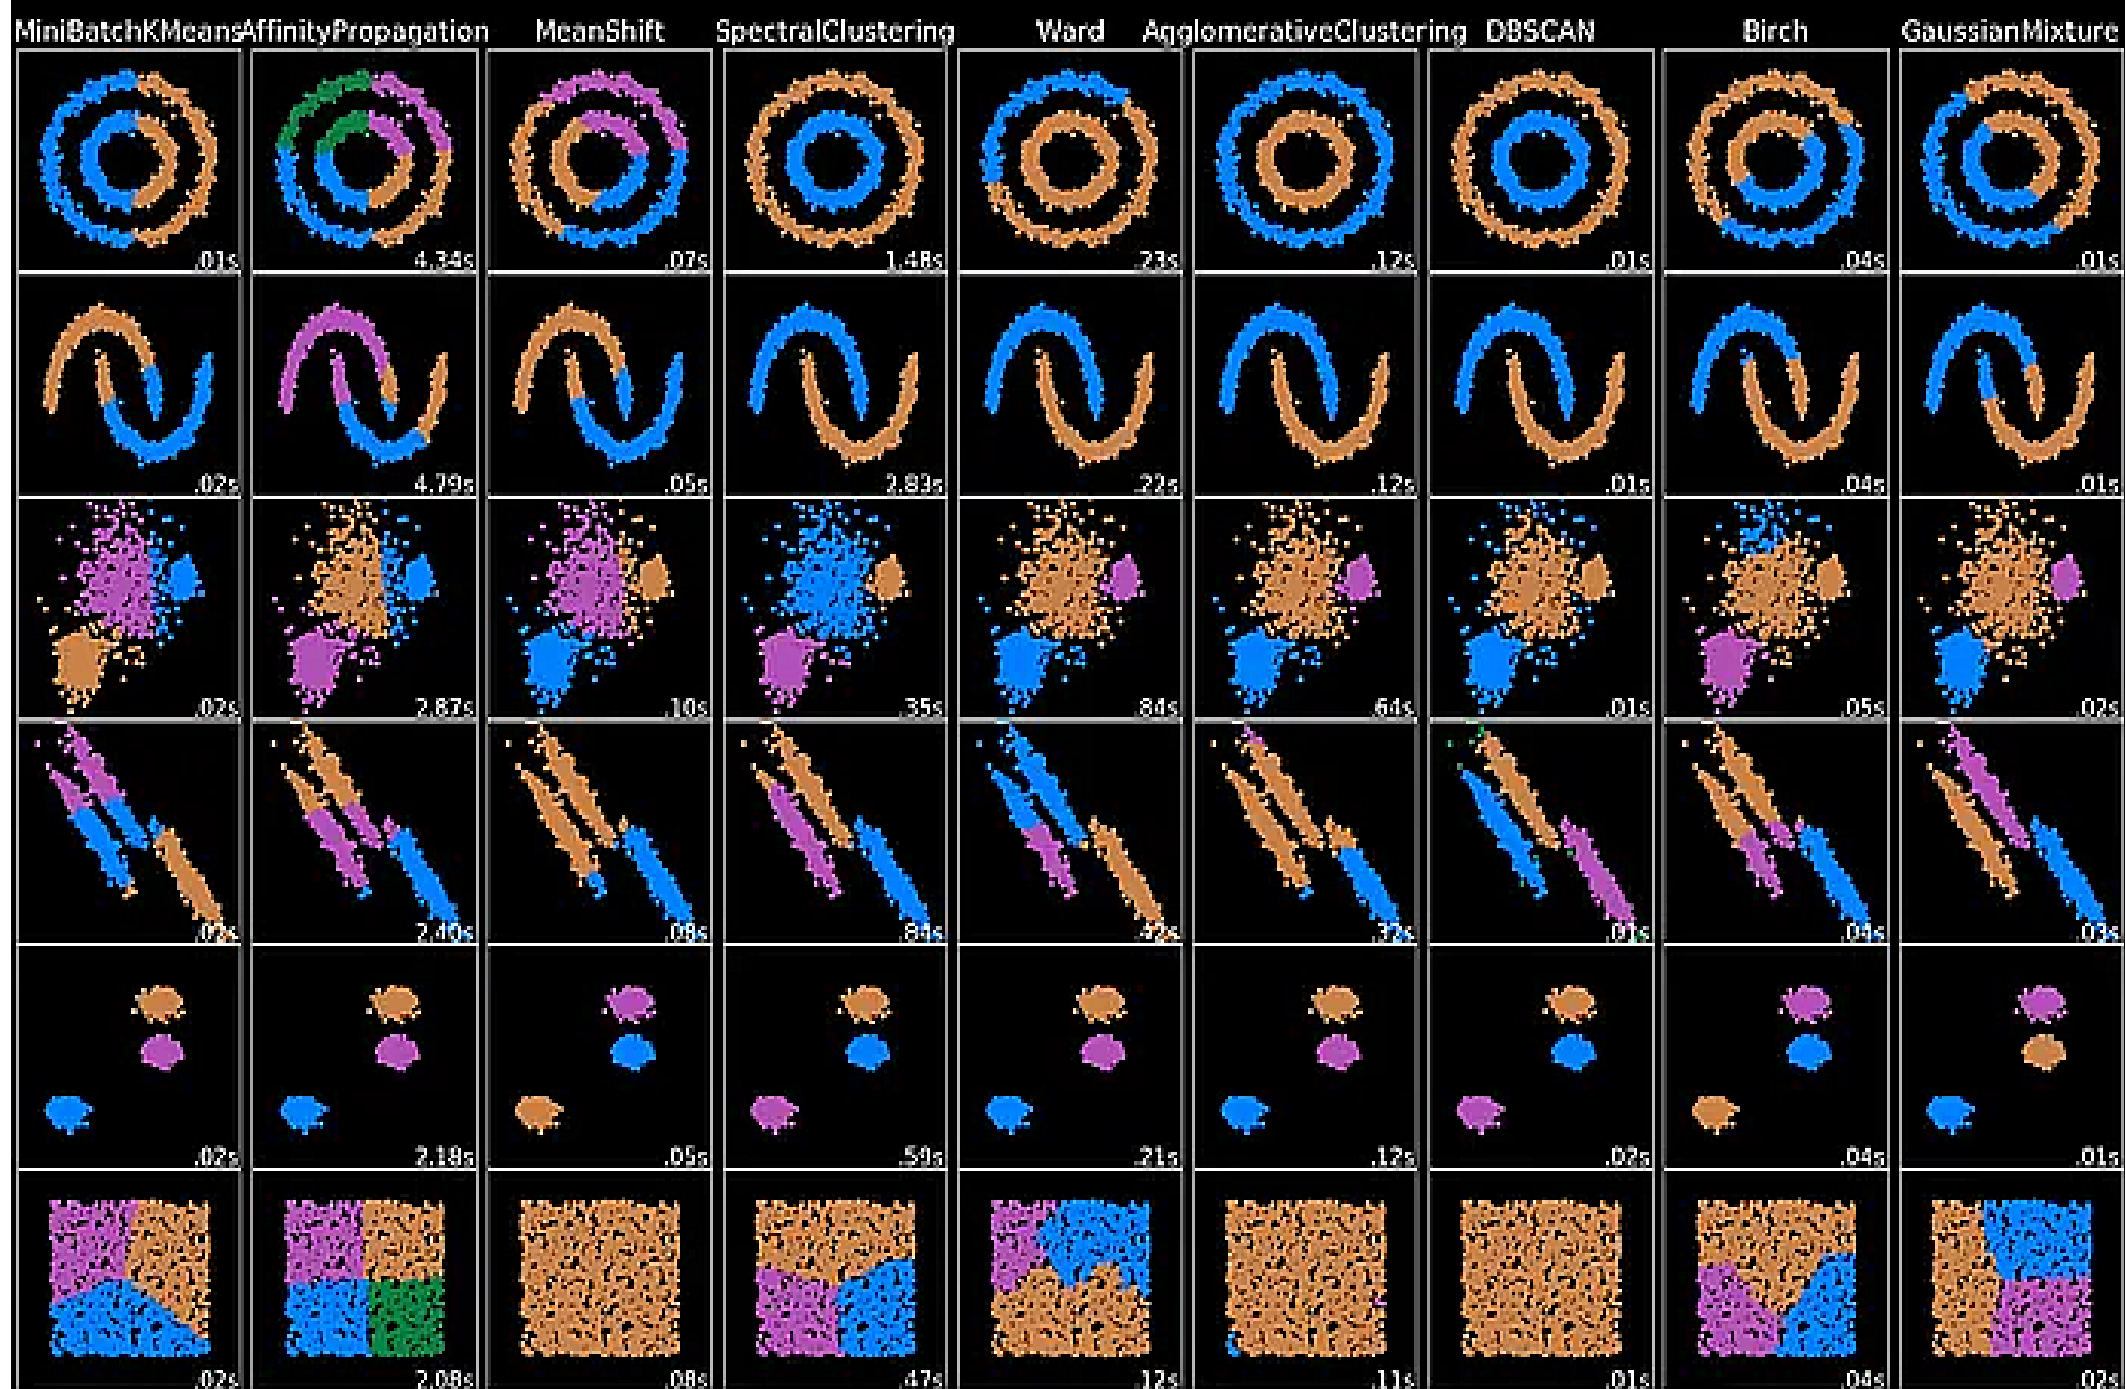 MiniBatchKMeans AffinityPropagation MeanShift SpectralClustering Ward AgglomerativeClustering DBSCAN Birch GaussianMixture
.01s 4.34s .07s 1.48s .23s .12s .01s .04s .01s
.02s 4.79s .05s 2.83s .22s .12s .01s .04s .01s
.02s 2.87s .10s .35s .84s .64s .01s .05s .02s
.02s 2.40s .08s .84s .42s .37s .01s .04s .03s
.02s 2.18s .05s .59s .21s .12s .02s .04s .01s
.02s 2.08s .08s .47s .12s .11s .01s .04s .02s